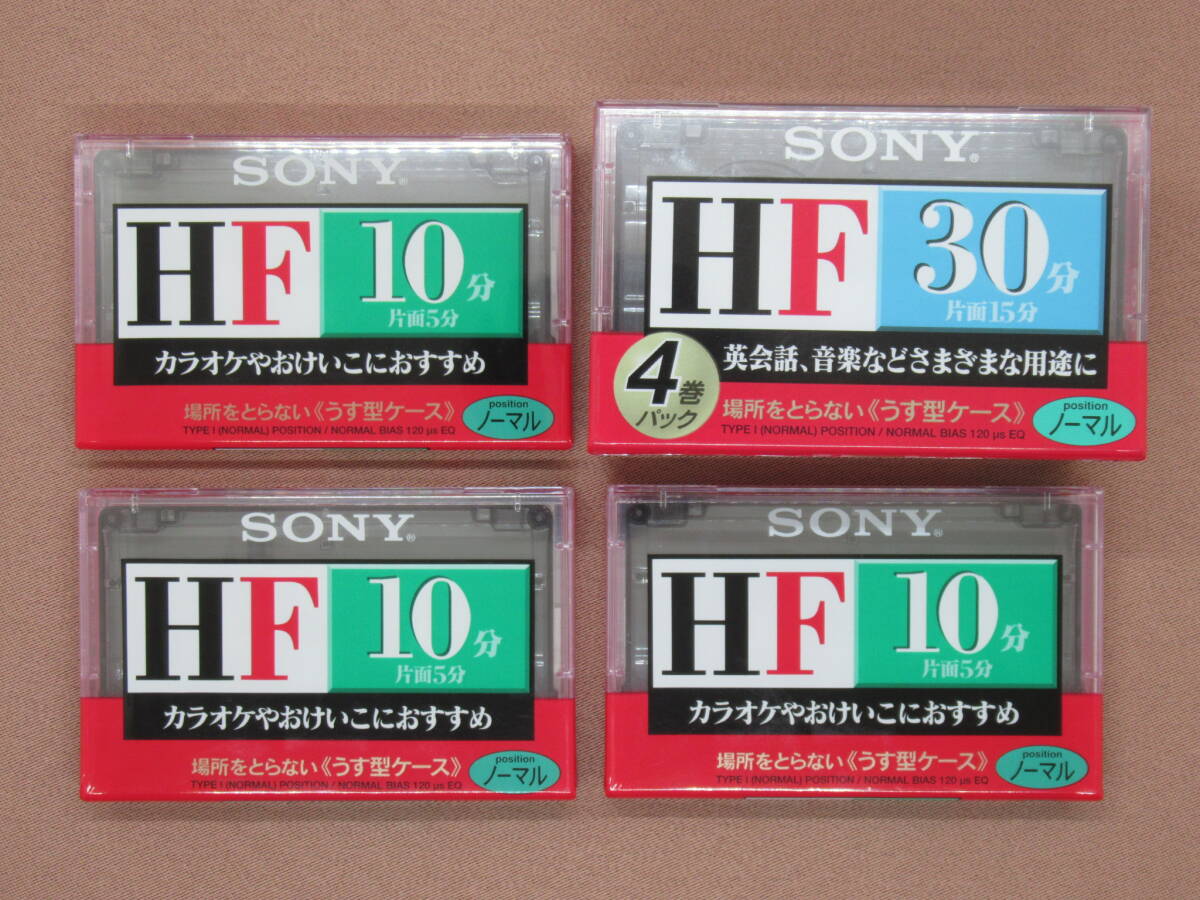 SONY®
HF 10分
片面5分
カラオケやおけいこにおすすめ
場所をとらない《うす型ケース》
TYPE I (NORMAL) POSITION / NORMAL BIAS 120 μs EQ
position
ノーマル
SONY®
HF 30分
片面15分
4巻
パック
英会話、音楽などさまざまな用途に
場所をとらない《うす型ケース》
TYPE I (NORMAL) POSITION / NORMAL BIAS 120 μs EQ
position
ノーマル
SONY®
HF 10分
片面5分
カラオケやおけいこにおすすめ
場所をとらない《うす型ケース》
TYPE I (NORMAL) POSITION / NORMAL BIAS 120 μs EQ
position
ノーマル
SONY®
HF 10分
片面5分
カラオケやおけいこにおすすめ
場所をとらない《うす型ケース》
TYPE I (NORMAL) POSITION / NORMAL BIAS 120 μs EQ
position
ノーマル